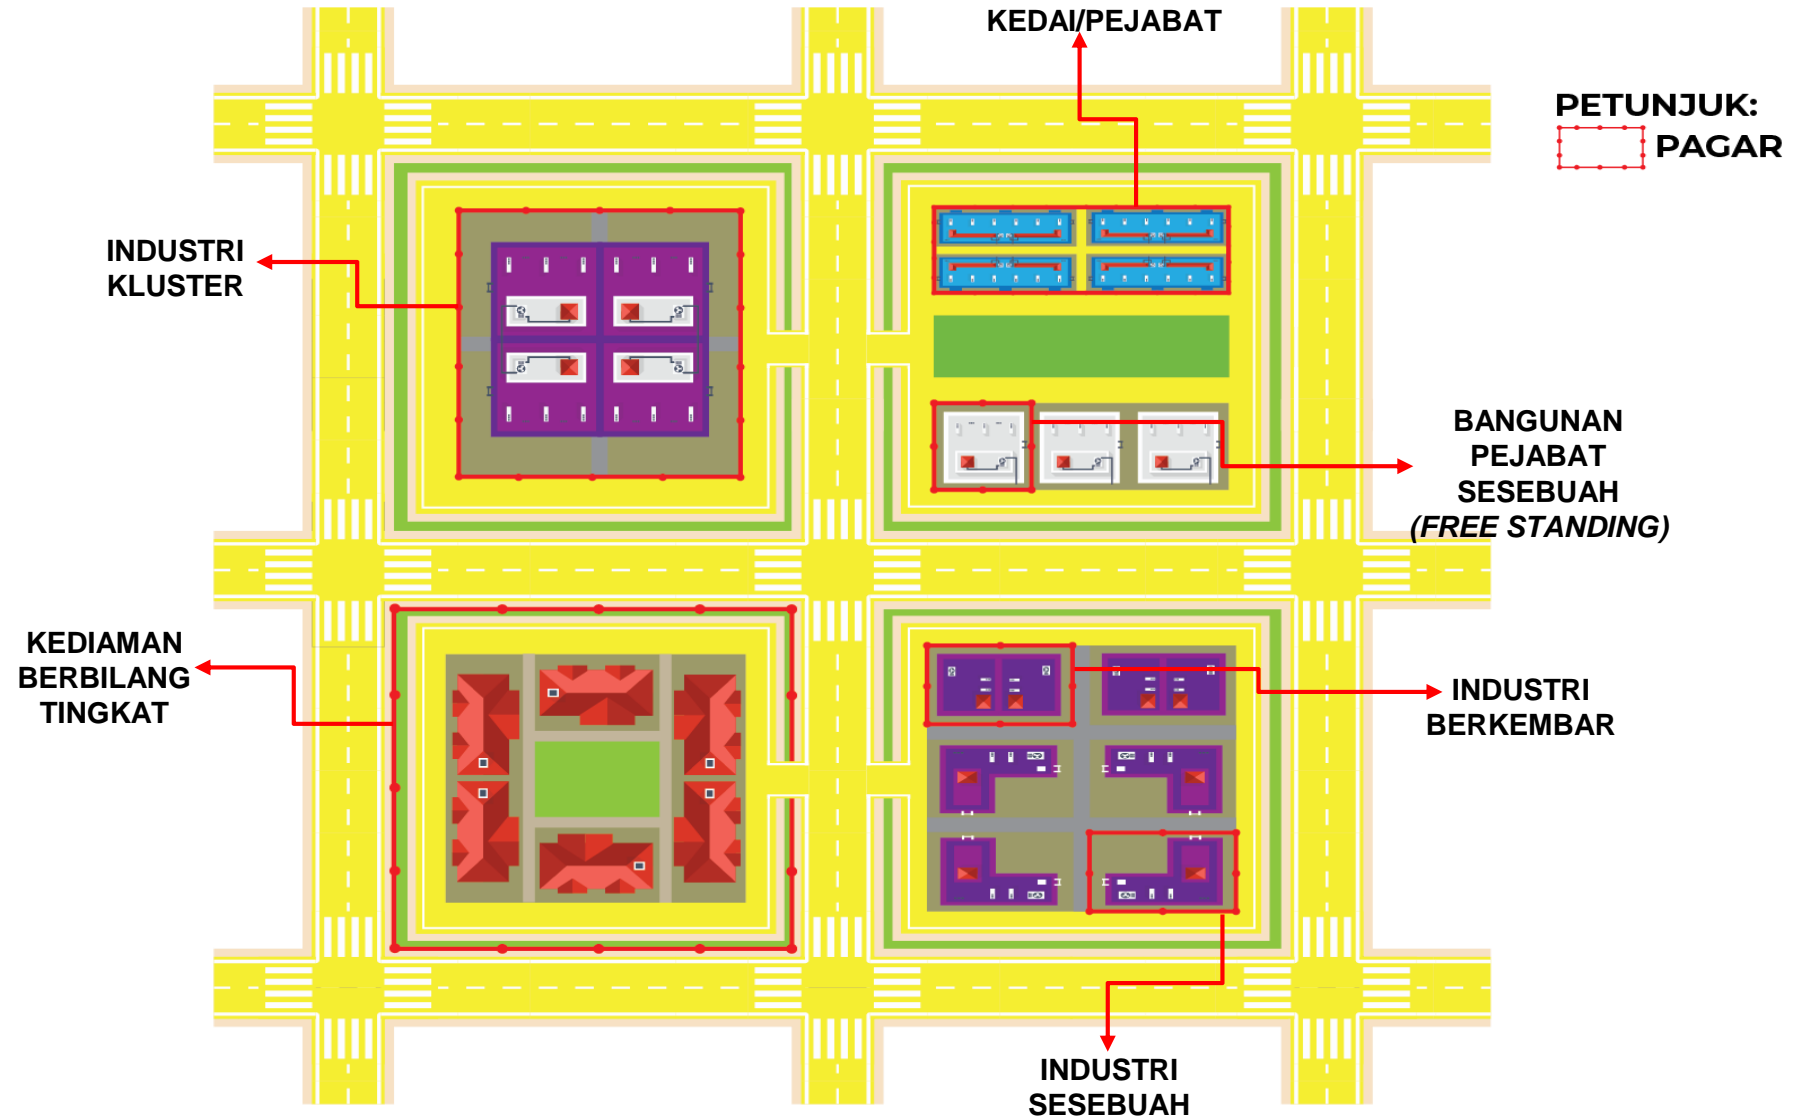 KEDAI/PEJABAT
PETUNJUK:
PAGAR
INDUSTRI
KLUSTER
BANGUNAN
PEJABAT
SESEBUAH
(FREE STANDING)
KEDIAMAN
BERBILANG
TINGKAT
INDUSTRI
BERKEMBAR
INDUSTRI
SESEBUAH